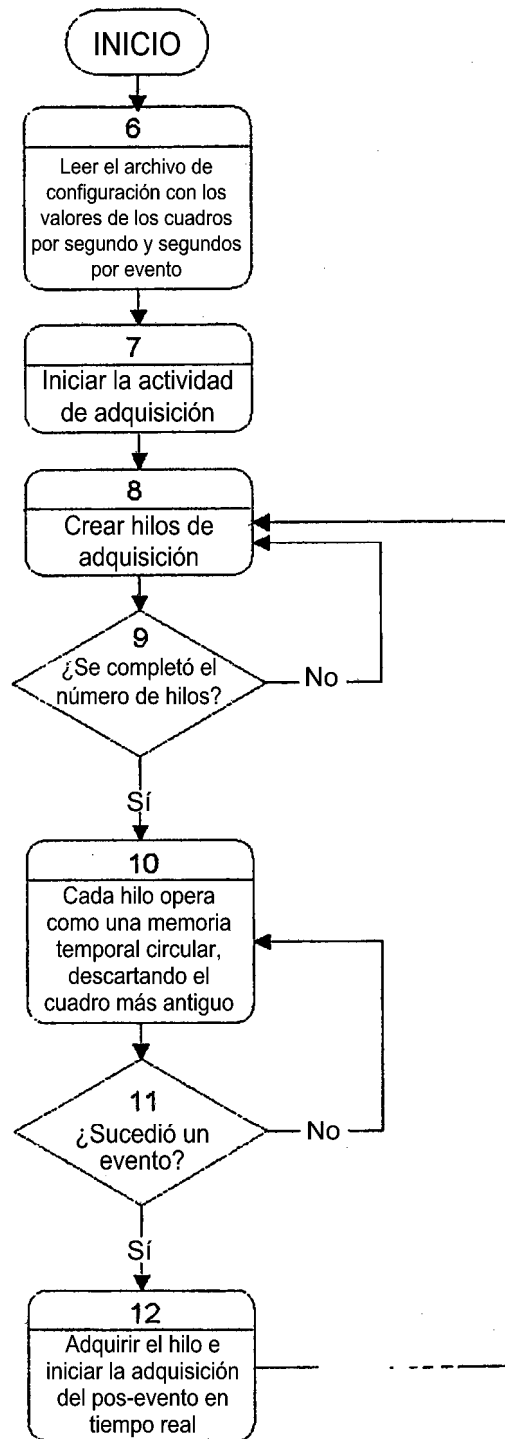 INICIO
6
Leer el archivo de
configuración con los
valores de los cuadros
por segundo y segundos
por evento
7
Iniciar la actividad
de adquisición
8
Crear hilos de
adquisición
9
¿Se completó el
número de hilos?
No
Sí
10
Cada hilo opera
como una memoria
temporal circular,
descartando el
cuadro más antiguo
11
¿Sucedió un
evento?
No
Sí
12
Adquirir el hilo e
iniciar la adquisición
del pos-evento en
tiempo real